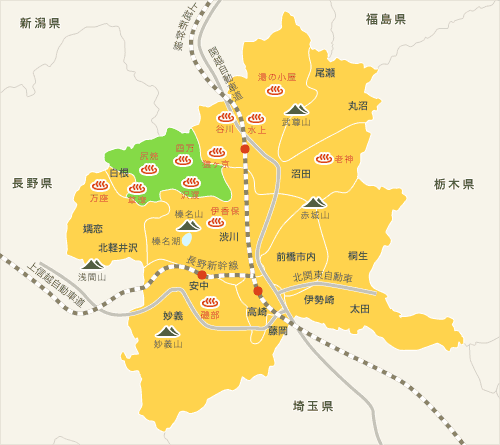 新潟県
上越新幹線
関越自動車道
福島県
湯の小屋
尾瀬
丸沼
武尊山
谷川
水上
四万
尻焼
猿ヶ京
老神
白根
沼田
長野県
万座
草津
沢渡
栃木県
伊香保
榛名山
赤城山
嬬恋
榛名湖
渋川
北軽井沢
前橋市内
桐生
浅間山
長野新幹線
北関東自動車
上信越自動車道
安中
伊勢崎
太田
妙義
磯部
高崎
藤岡
妙義山
埼玉県